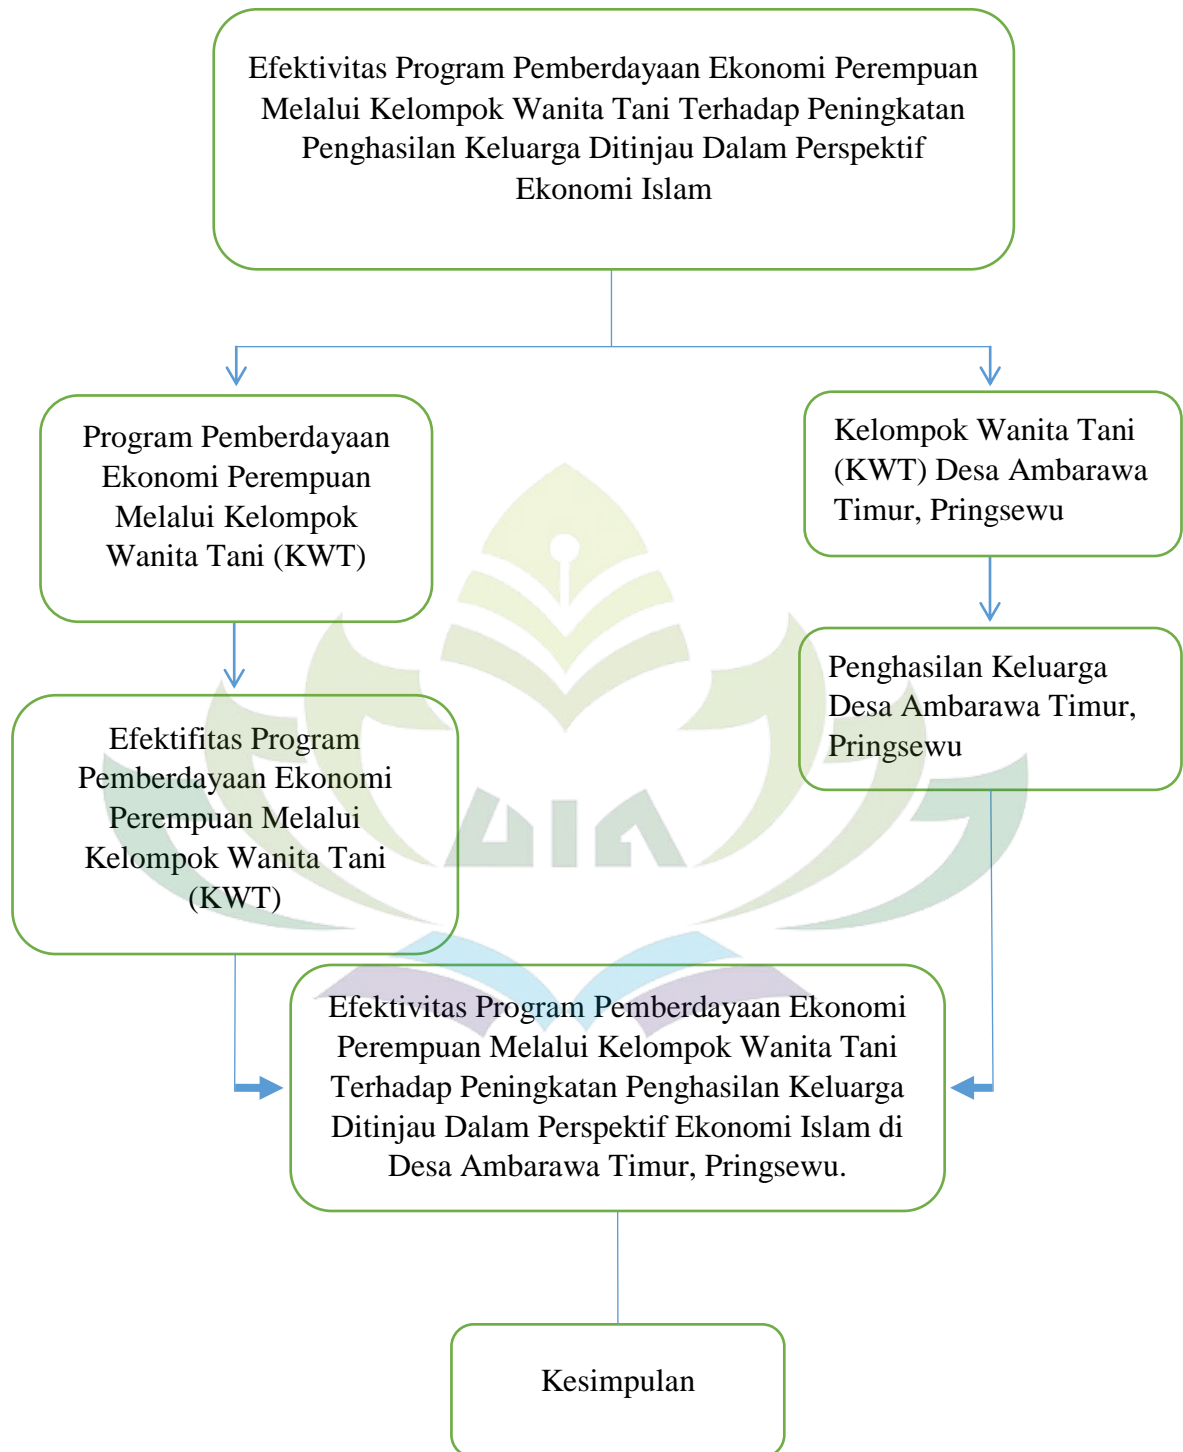 Efektivitas Program Pemberdayaan Ekonomi Perempuan
Melalui Kelompok Wanita Tani Terhadap Peningkatan
Penghasilan Keluarga Ditinjau Dalam Perspektif
Ekonomi Islam
Program Pemberdayaan
Ekonomi Perempuan
Melalui Kelompok
Wanita Tani (KWT)
Kelompok Wanita Tani
(KWT) Desa Ambarawa
Timur, Pringsewu
Efektifitas Program
Pemberdayaan Ekonomi
Perempuan Melalui
Kelompok Wanita Tani
(KWT)
Penghasilan Keluarga
Desa Ambarawa Timur,
Pringsewu
UIN
Efektivitas Program Pemberdayaan Ekonomi
Perempuan Melalui Kelompok Wanita Tani
Terhadap Peningkatan Penghasilan Keluarga
Ditinjau Dalam Perspektif Ekonomi Islam di
Desa Ambarawa Timur, Pringsewu.
Kesimpulan